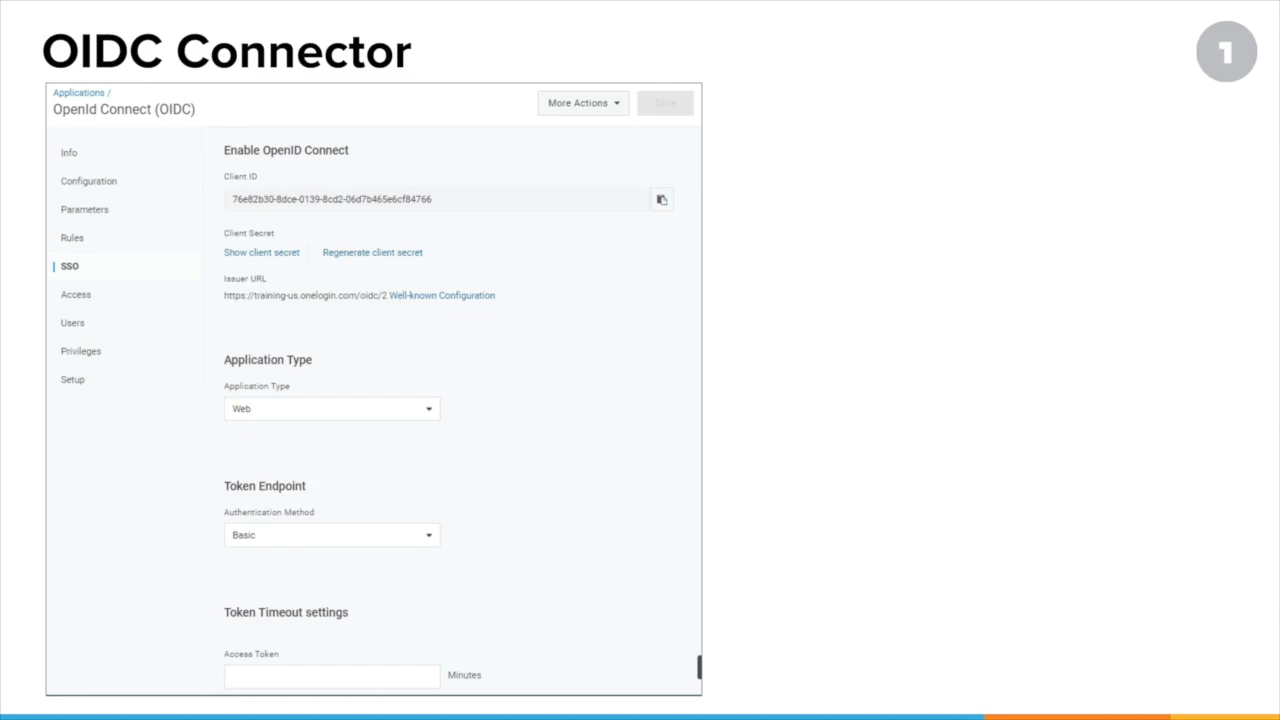 OIDC Connector
1
Applications /
OpenId Connect (OIDC)
More Actions
Save
Info
Configuration
Parameters
Rules
SSO
Access
Users
Privileges
Setup
Enable OpenID Connect
Client ID
76e82b30-8dce-0139-8cd2-06d7b465e6cf84766
Client Secret
Show client secret
Regenerate client secret
Issuer URL
https://training-us.onelogin.com/oidc/2 Well-known Configuration
Application Type
Application Type
Web
Token Endpoint
Authentication Method
Basic
Token Timeout settings
Access Token
Minutes